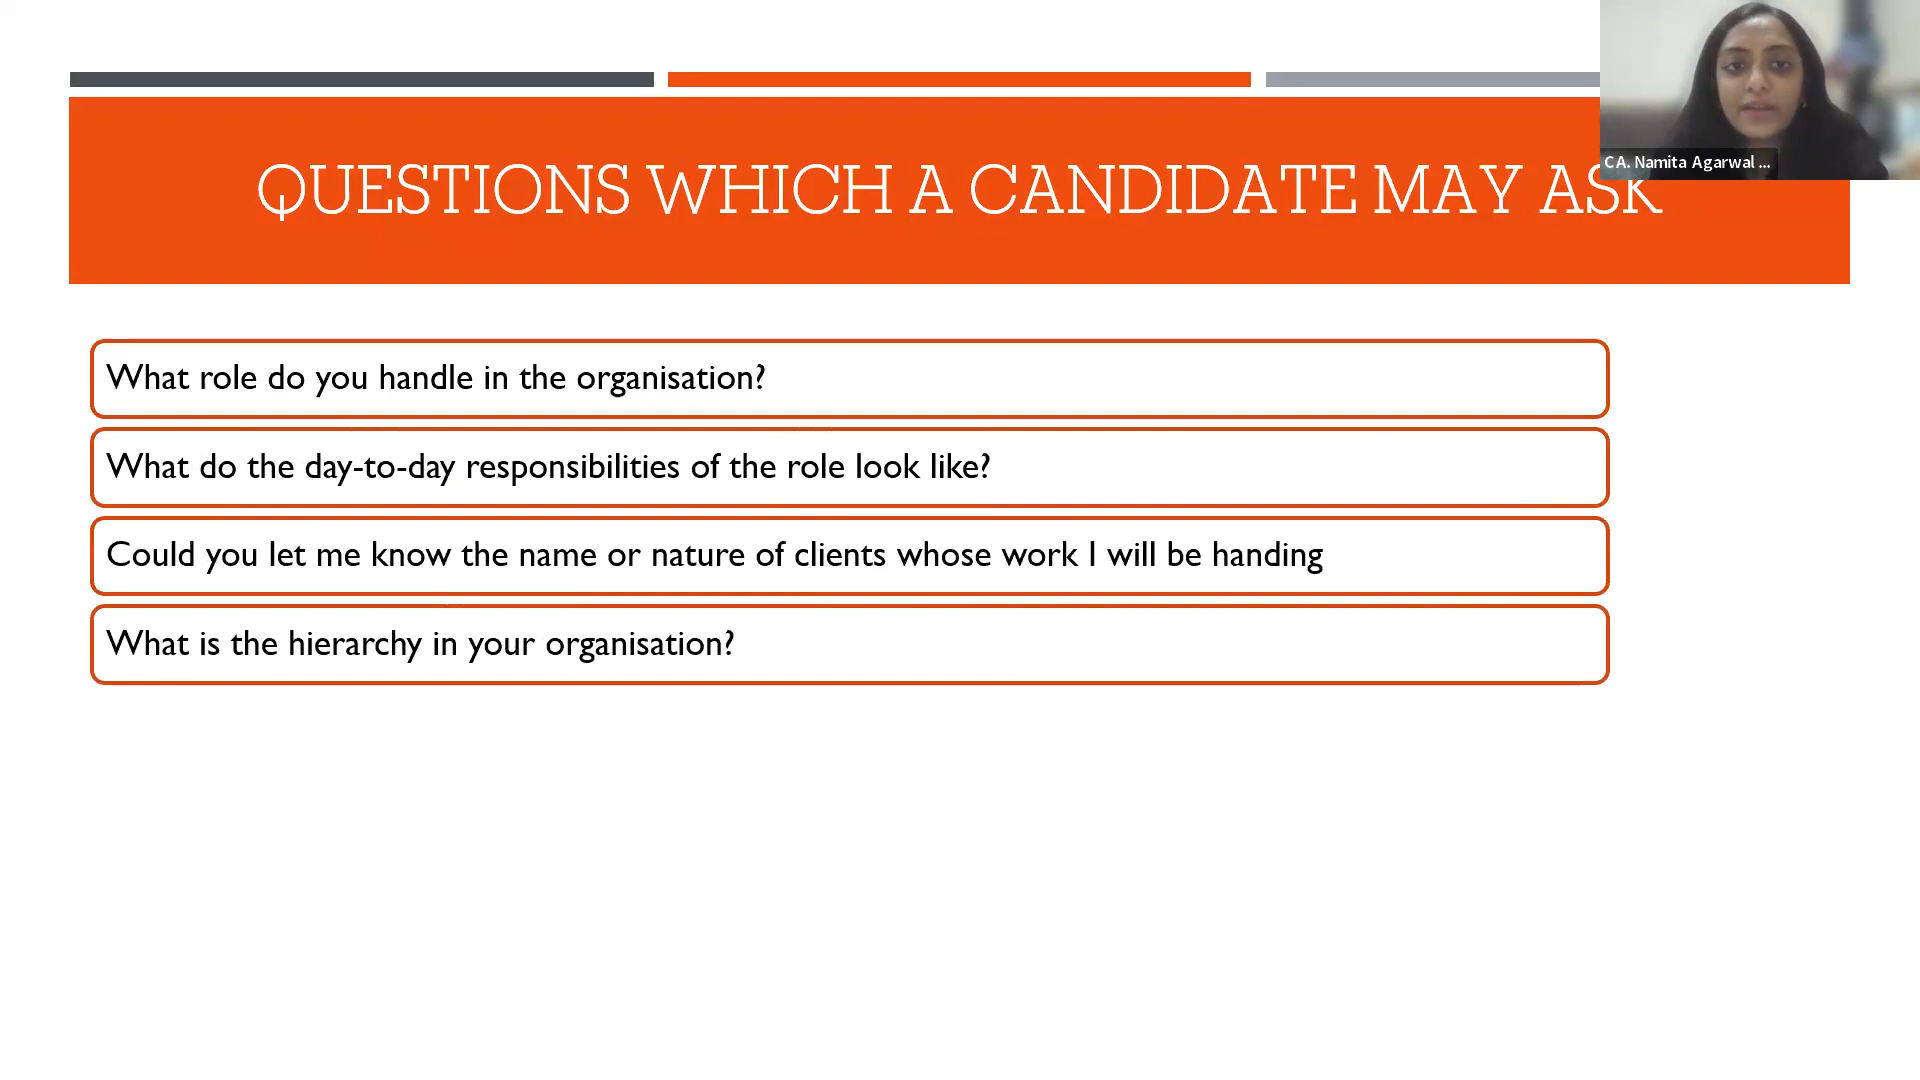 QUESTIONS WHICH A CANDIDATE MAY ASK
CA. Namita Agarwal ...
What role do you handle in the organisation?
What do the day-to-day responsibilities of the role look like?
Could you let me know the name or nature of clients whose work I will be handing
What is the hierarchy in your organisation?